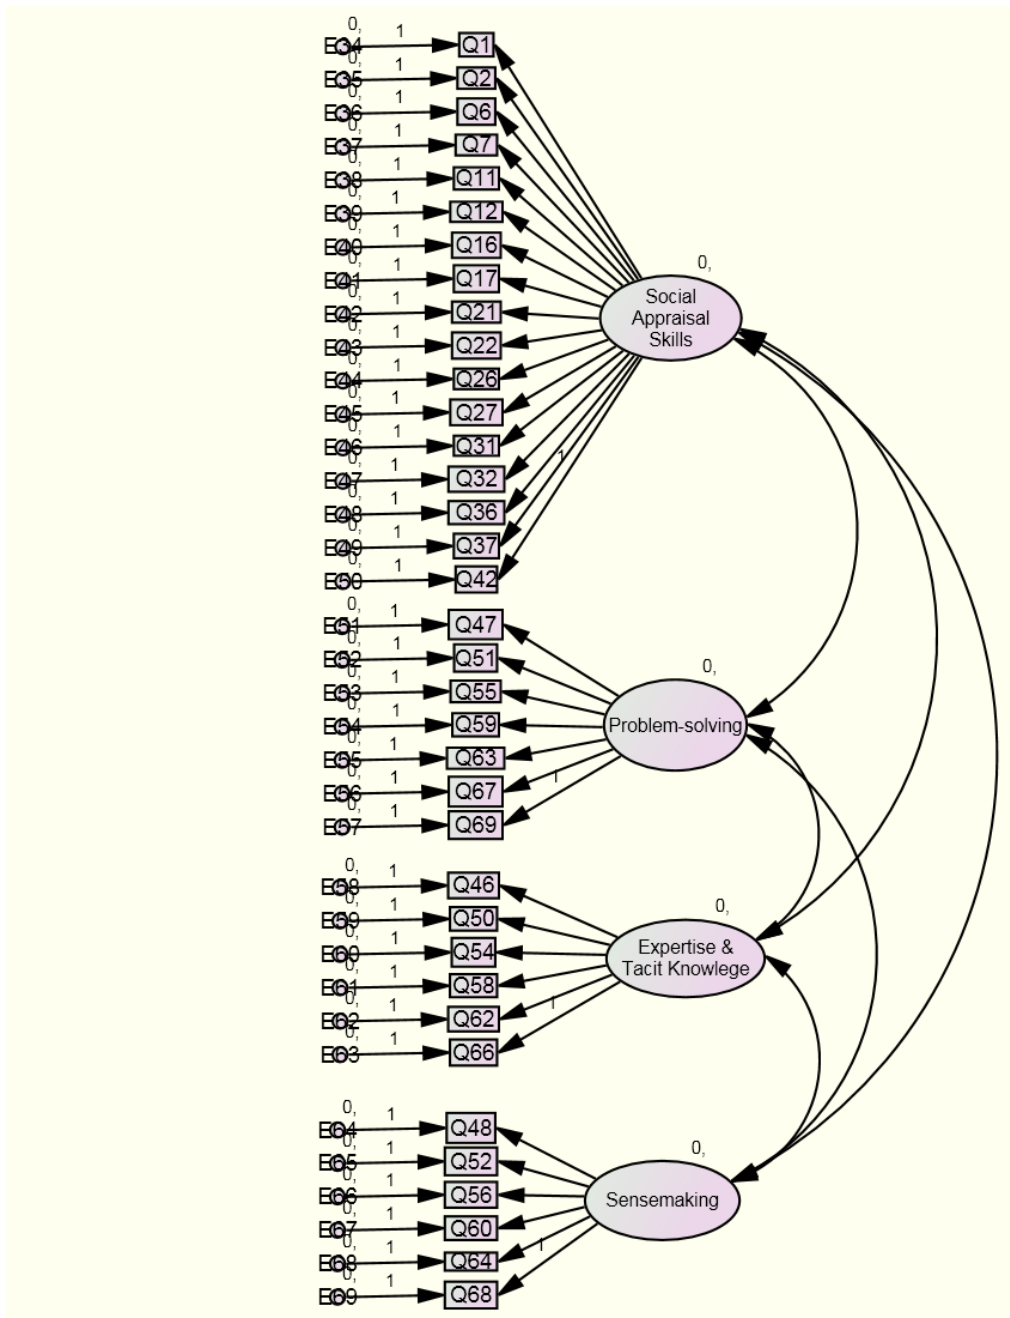 0,
E34 1 Q1
0,
E35 1 Q2
0,
E36 1 Q6
0,
E37 1 Q7
0,
E38 1 Q11
0,
E39 1 Q12
0,
E40 1 Q16
0,
E41 1 Q17
0,
E42 1 Q21
0,
E43 1 Q22
0,
E44 1 Q26
0,
E45 1 Q27
0,
E46 1 Q31
0,
E47 1 Q32
0,
E48 1 Q36
0,
E49 1 Q37
0,
E50 1 Q42
1
0,
Social
Appraisal
Skills
0,
E51 1 Q47
0,
E52 1 Q51
0,
E53 1 Q55
0,
E54 1 Q59
0,
E55 1 Q63
0,
E56 1 Q67
0,
E57 1 Q69
1
0,
Problem-solving
0,
E58 1 Q46
0,
E59 1 Q50
0,
E60 1 Q54
0,
E61 1 Q58
0,
E62 1 Q62
0,
E63 1 Q66
1
0,
Expertise &
Tacit Knowlege
0,
E64 1 Q48
0,
E65 1 Q52
0,
E66 1 Q56
0,
E67 1 Q60
0,
E68 1 Q64
0,
E69 1 Q68
1
0,
Sensemaking